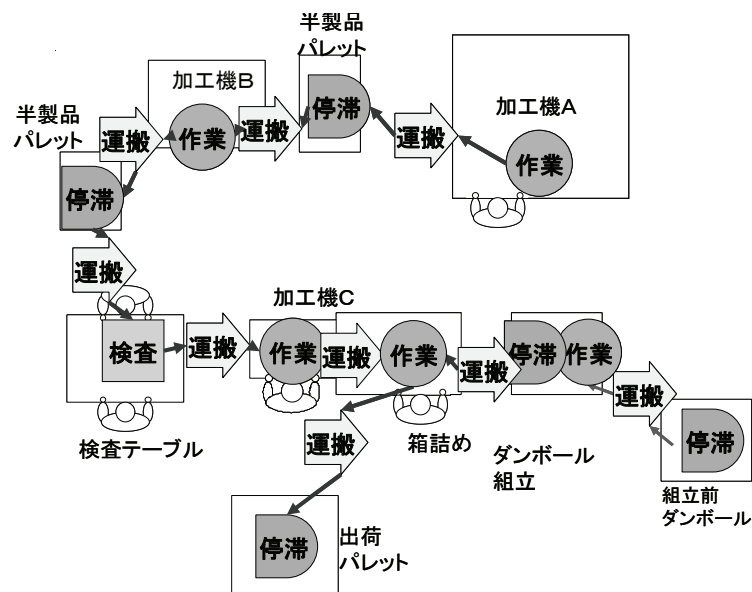 半製品
パレット
加工機B
半製品
パレット
加工機A
運搬
作業
運搬
停滞
運搬
作業
停滞
運搬
加工機C
検査
運搬
作業
運搬
作業
運搬
停滞
作業
運搬
停滞
検査テーブル
運搬
箱詰め
ダンボール
組立
組立前
ダンボール
停滞
出荷
パレット